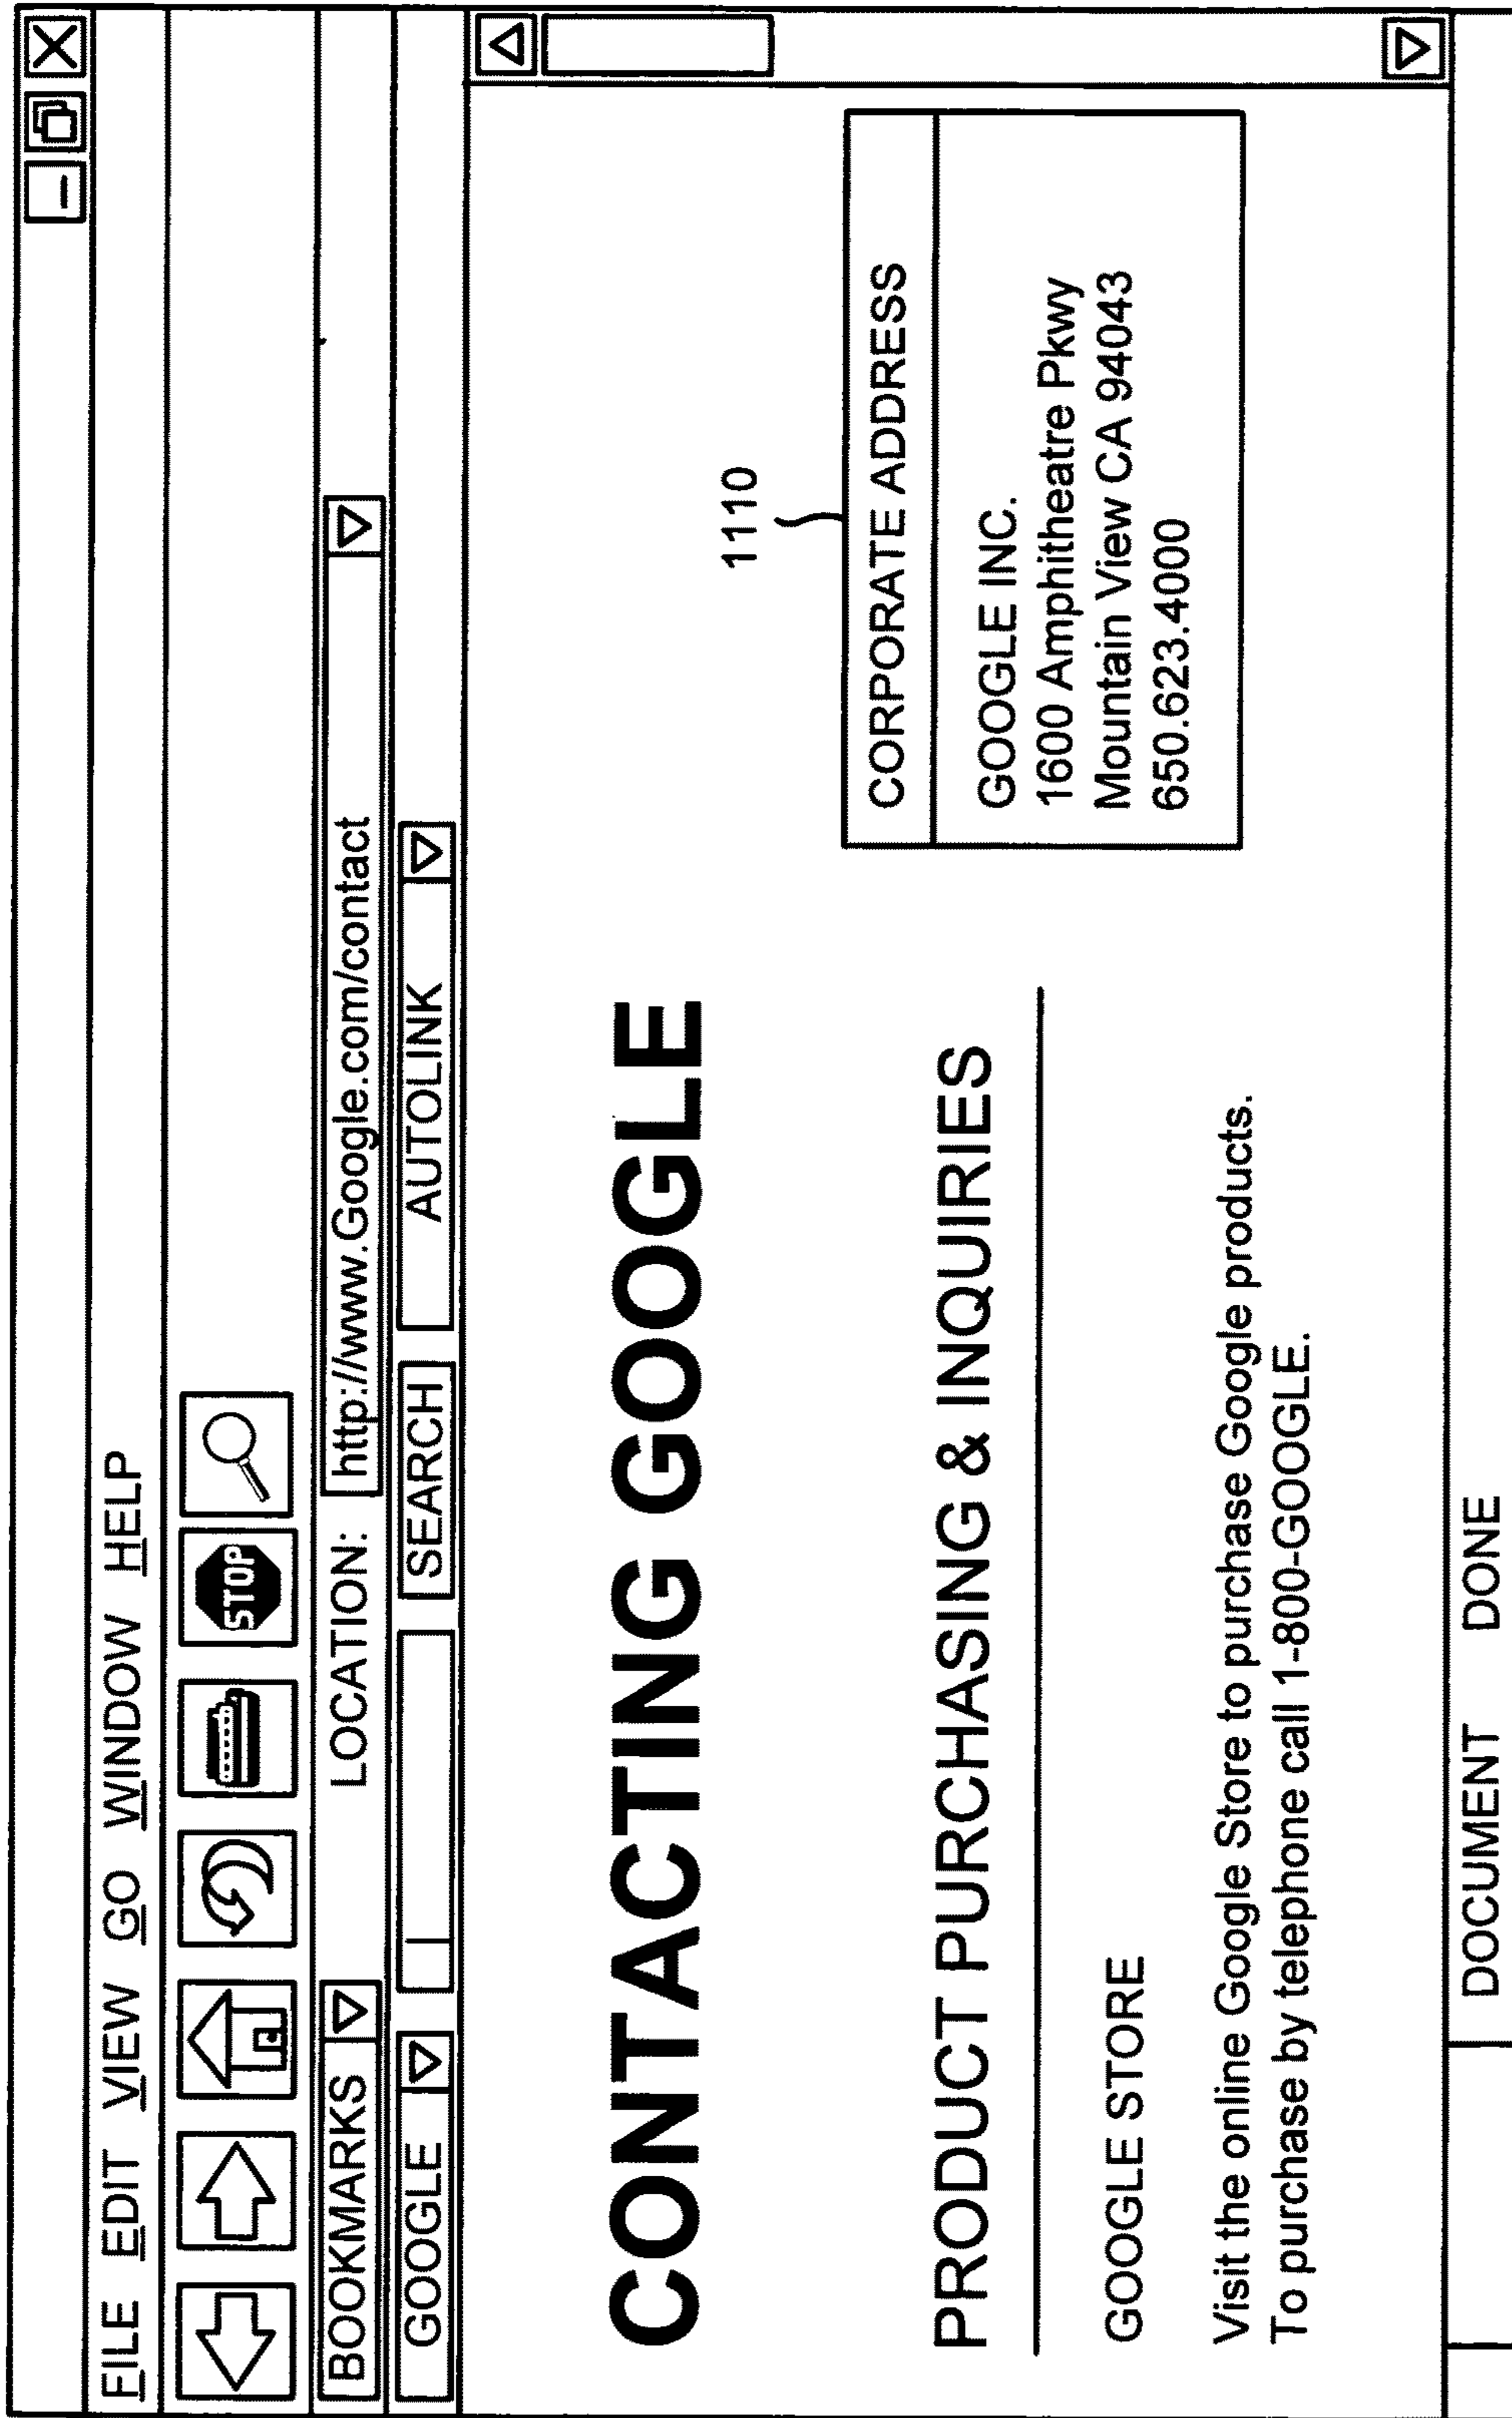 FILE EDIT VIEW GO WINDOW HELP
STOP
BOOKMARKS LOCATION: http://www.Google.com/contact
GOOGLE SEARCH AUTOLINK
CONTACTING GOOGLE
1110
PRODUCT PURCHASING & INQUIRIES
CORPORATE ADDRESS
GOOGLE INC.
1600 Amphitheatre Pkwy
Mountain View CA 94043
650.623.4000
GOOGLE STORE
Visit the online Google Store to purchase Google products.
To purchase by telephone call 1-800-GOOGLE.
DOCUMENT DONE